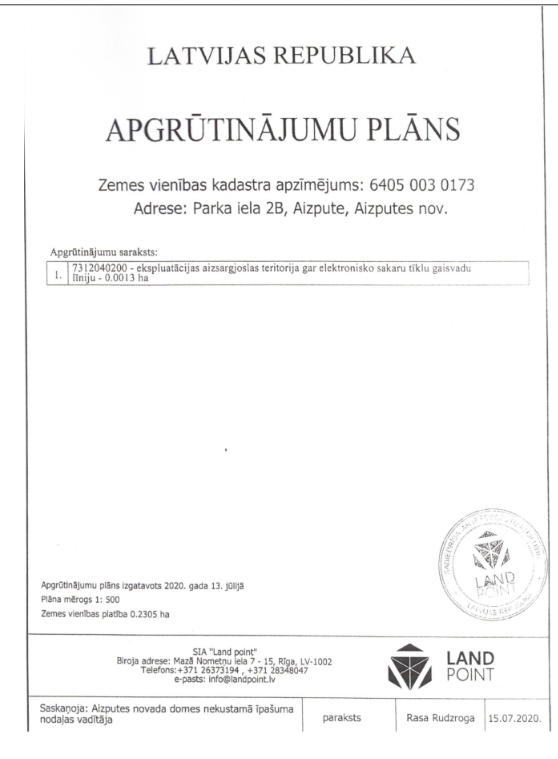 LATVIJAS REPUBLIKA
APGRŪTINĀJUMU PLĀNS
Zemes vienības kadastra apzīmējums: 6405 003 0173
Adrese: Parka iela 2B, Aizpute, Aizputes nov.
Apgrūtinājumu saraksts:
1. 7312040200 - ekspluatācijas aizsargjoslas teritorija gar elektronisko sakaru tīklu gaisvadu
līniju - 0.0013 ha
LAND
POINT
LATVIJAS REPUBLIKA
Apgrūtinājumu plāns izgatavots 2020. gada 13. jūlijā
Plāna mērogs 1: 500
Zemes vienības platība 0.2305 ha
SIA "Land point"
Biroja adrese: Mazā Nometņu iela 7 - 15, Rīga, LV-1002
Telefons:+371 26373194 , +371 28348047
e-pasts: info@landpoint.lv
LAND
POINT
Saskaņoja: Aizputes novada domes nekustamā īpašuma
nodaļas vadītāja
paraksts
Rasa Rudzroga
15.07.2020.